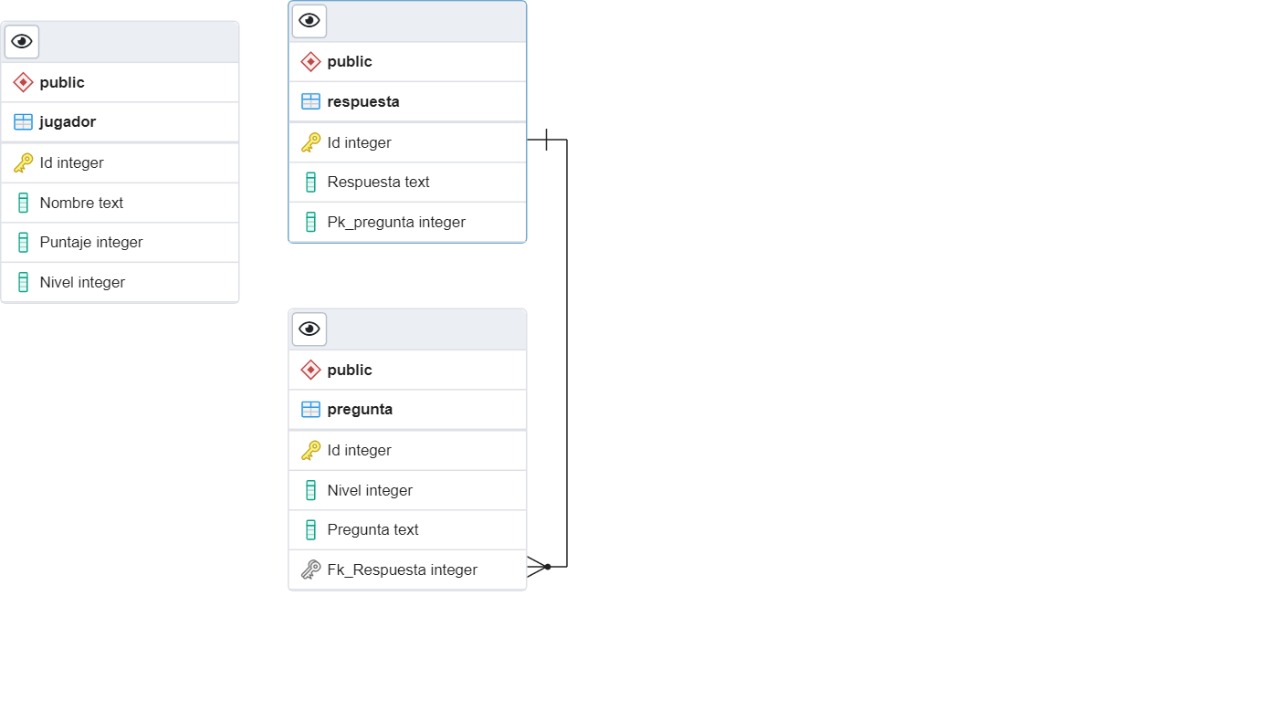 public
jugador
Id integer
Nombre text
Puntaje integer
Nivel integer
public
respuesta
Id integer
Respuesta text
Pk_pregunta integer
public
pregunta
Id integer
Nivel integer
Pregunta text
Fk_Respuesta integer